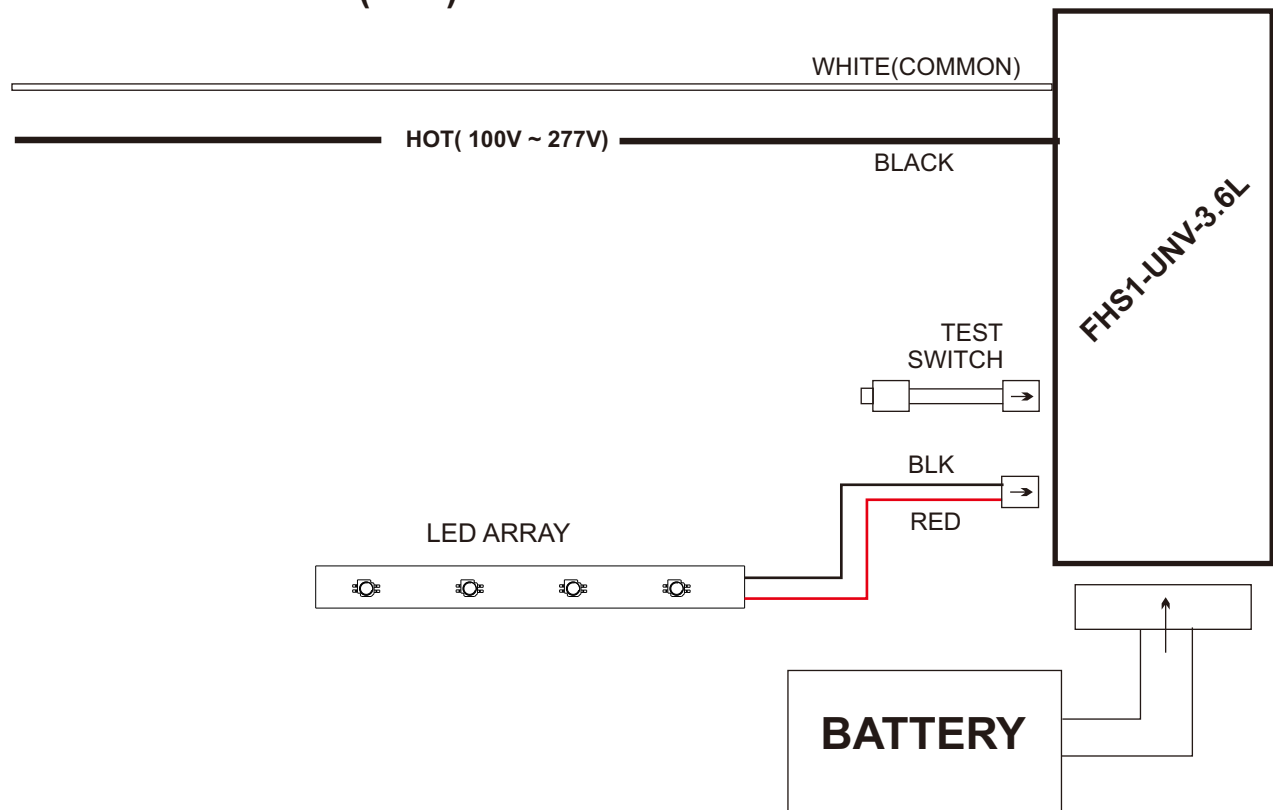 WHITE(COMMON)
HOT( 100V ~ 277V)
BLACK
FHS1-UNV-3.6L
TEST
SWITCH
BLK
RED
LED ARRAY
BATTERY